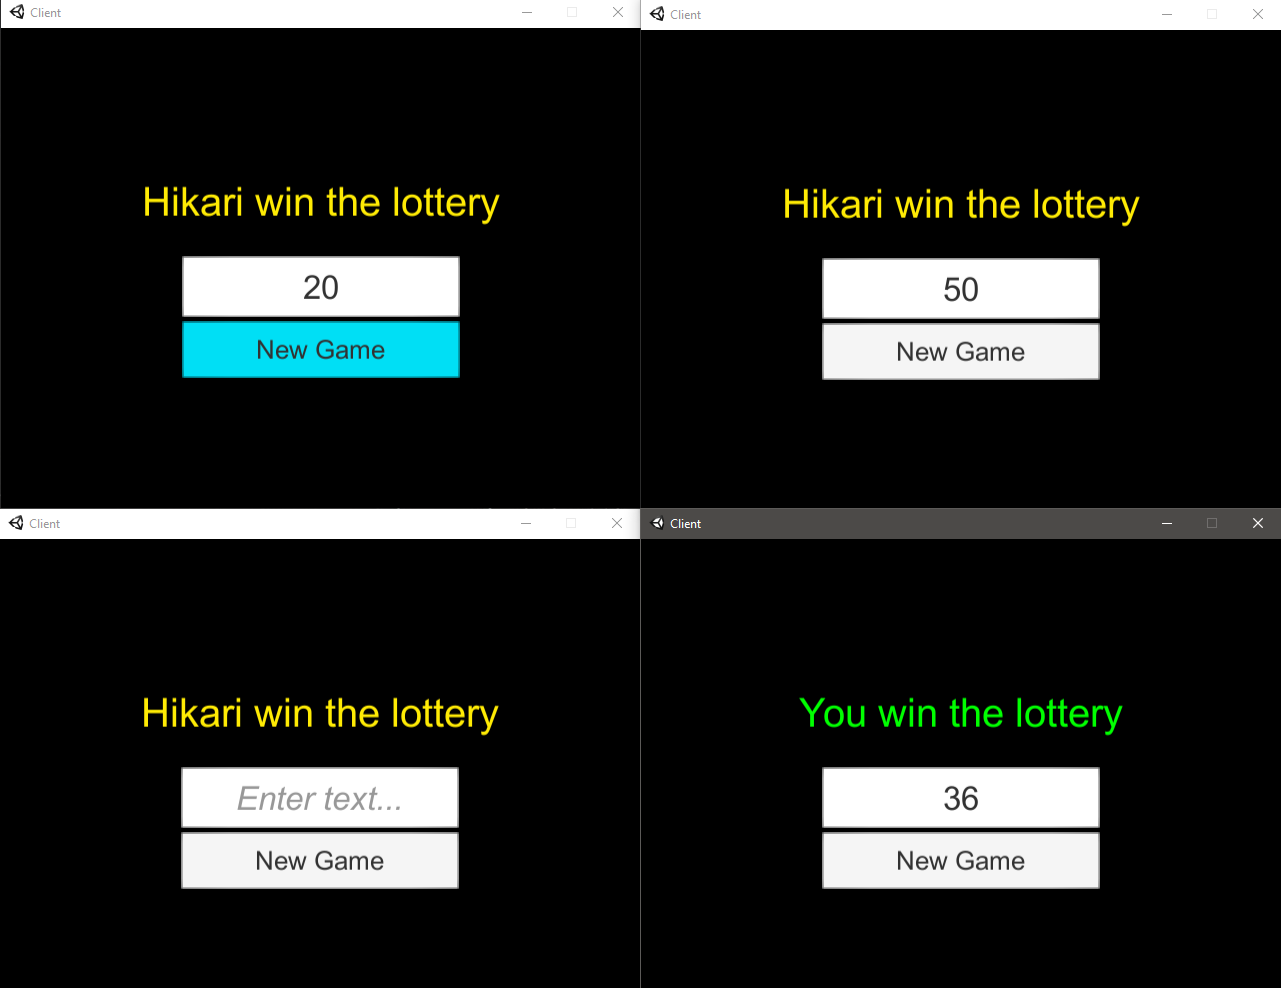 Client
Hikari win the lottery
20
New Game
Client
Hikari win the lottery
50
New Game
Client
Hikari win the lottery
Enter text...
New Game
Client
You win the lottery
36
New Game